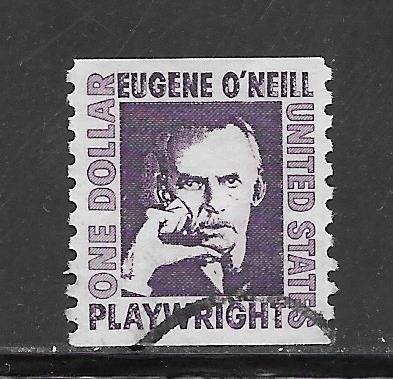 EUGENE O'NEILL
ONE DOLLAR
UNITED STATES
PLAYWRIGHT